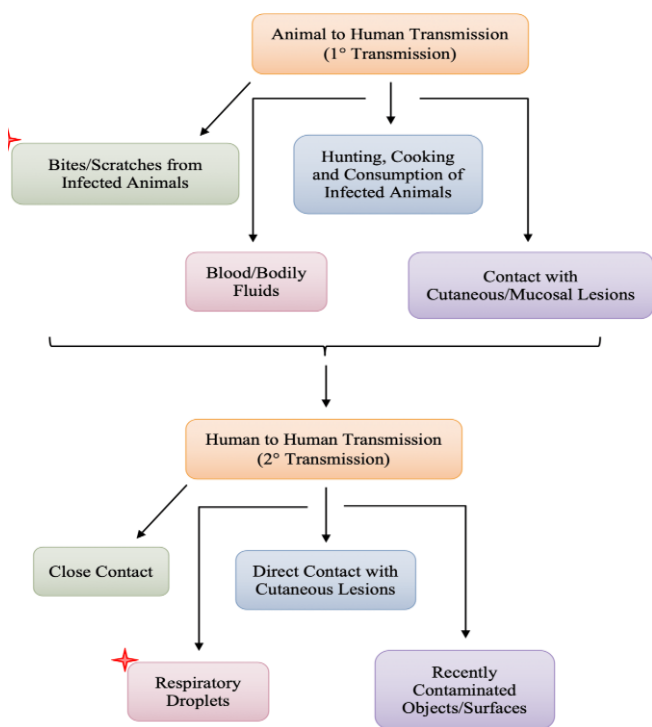 Animal to Human Transmission
(1° Transmission)
Bites/Scratches from
Infected Animals
Hunting, Cooking
and Consumption of
Infected Animals
Blood/Bodily
Fluids
Contact with
Cutaneous/Mucosal Lesions
Human to Human Transmission
(2° Transmission)
Close Contact
Direct Contact with
Cutaneous Lesions
Respiratory
Droplets
Recently
Contaminated
Objects/Surfaces